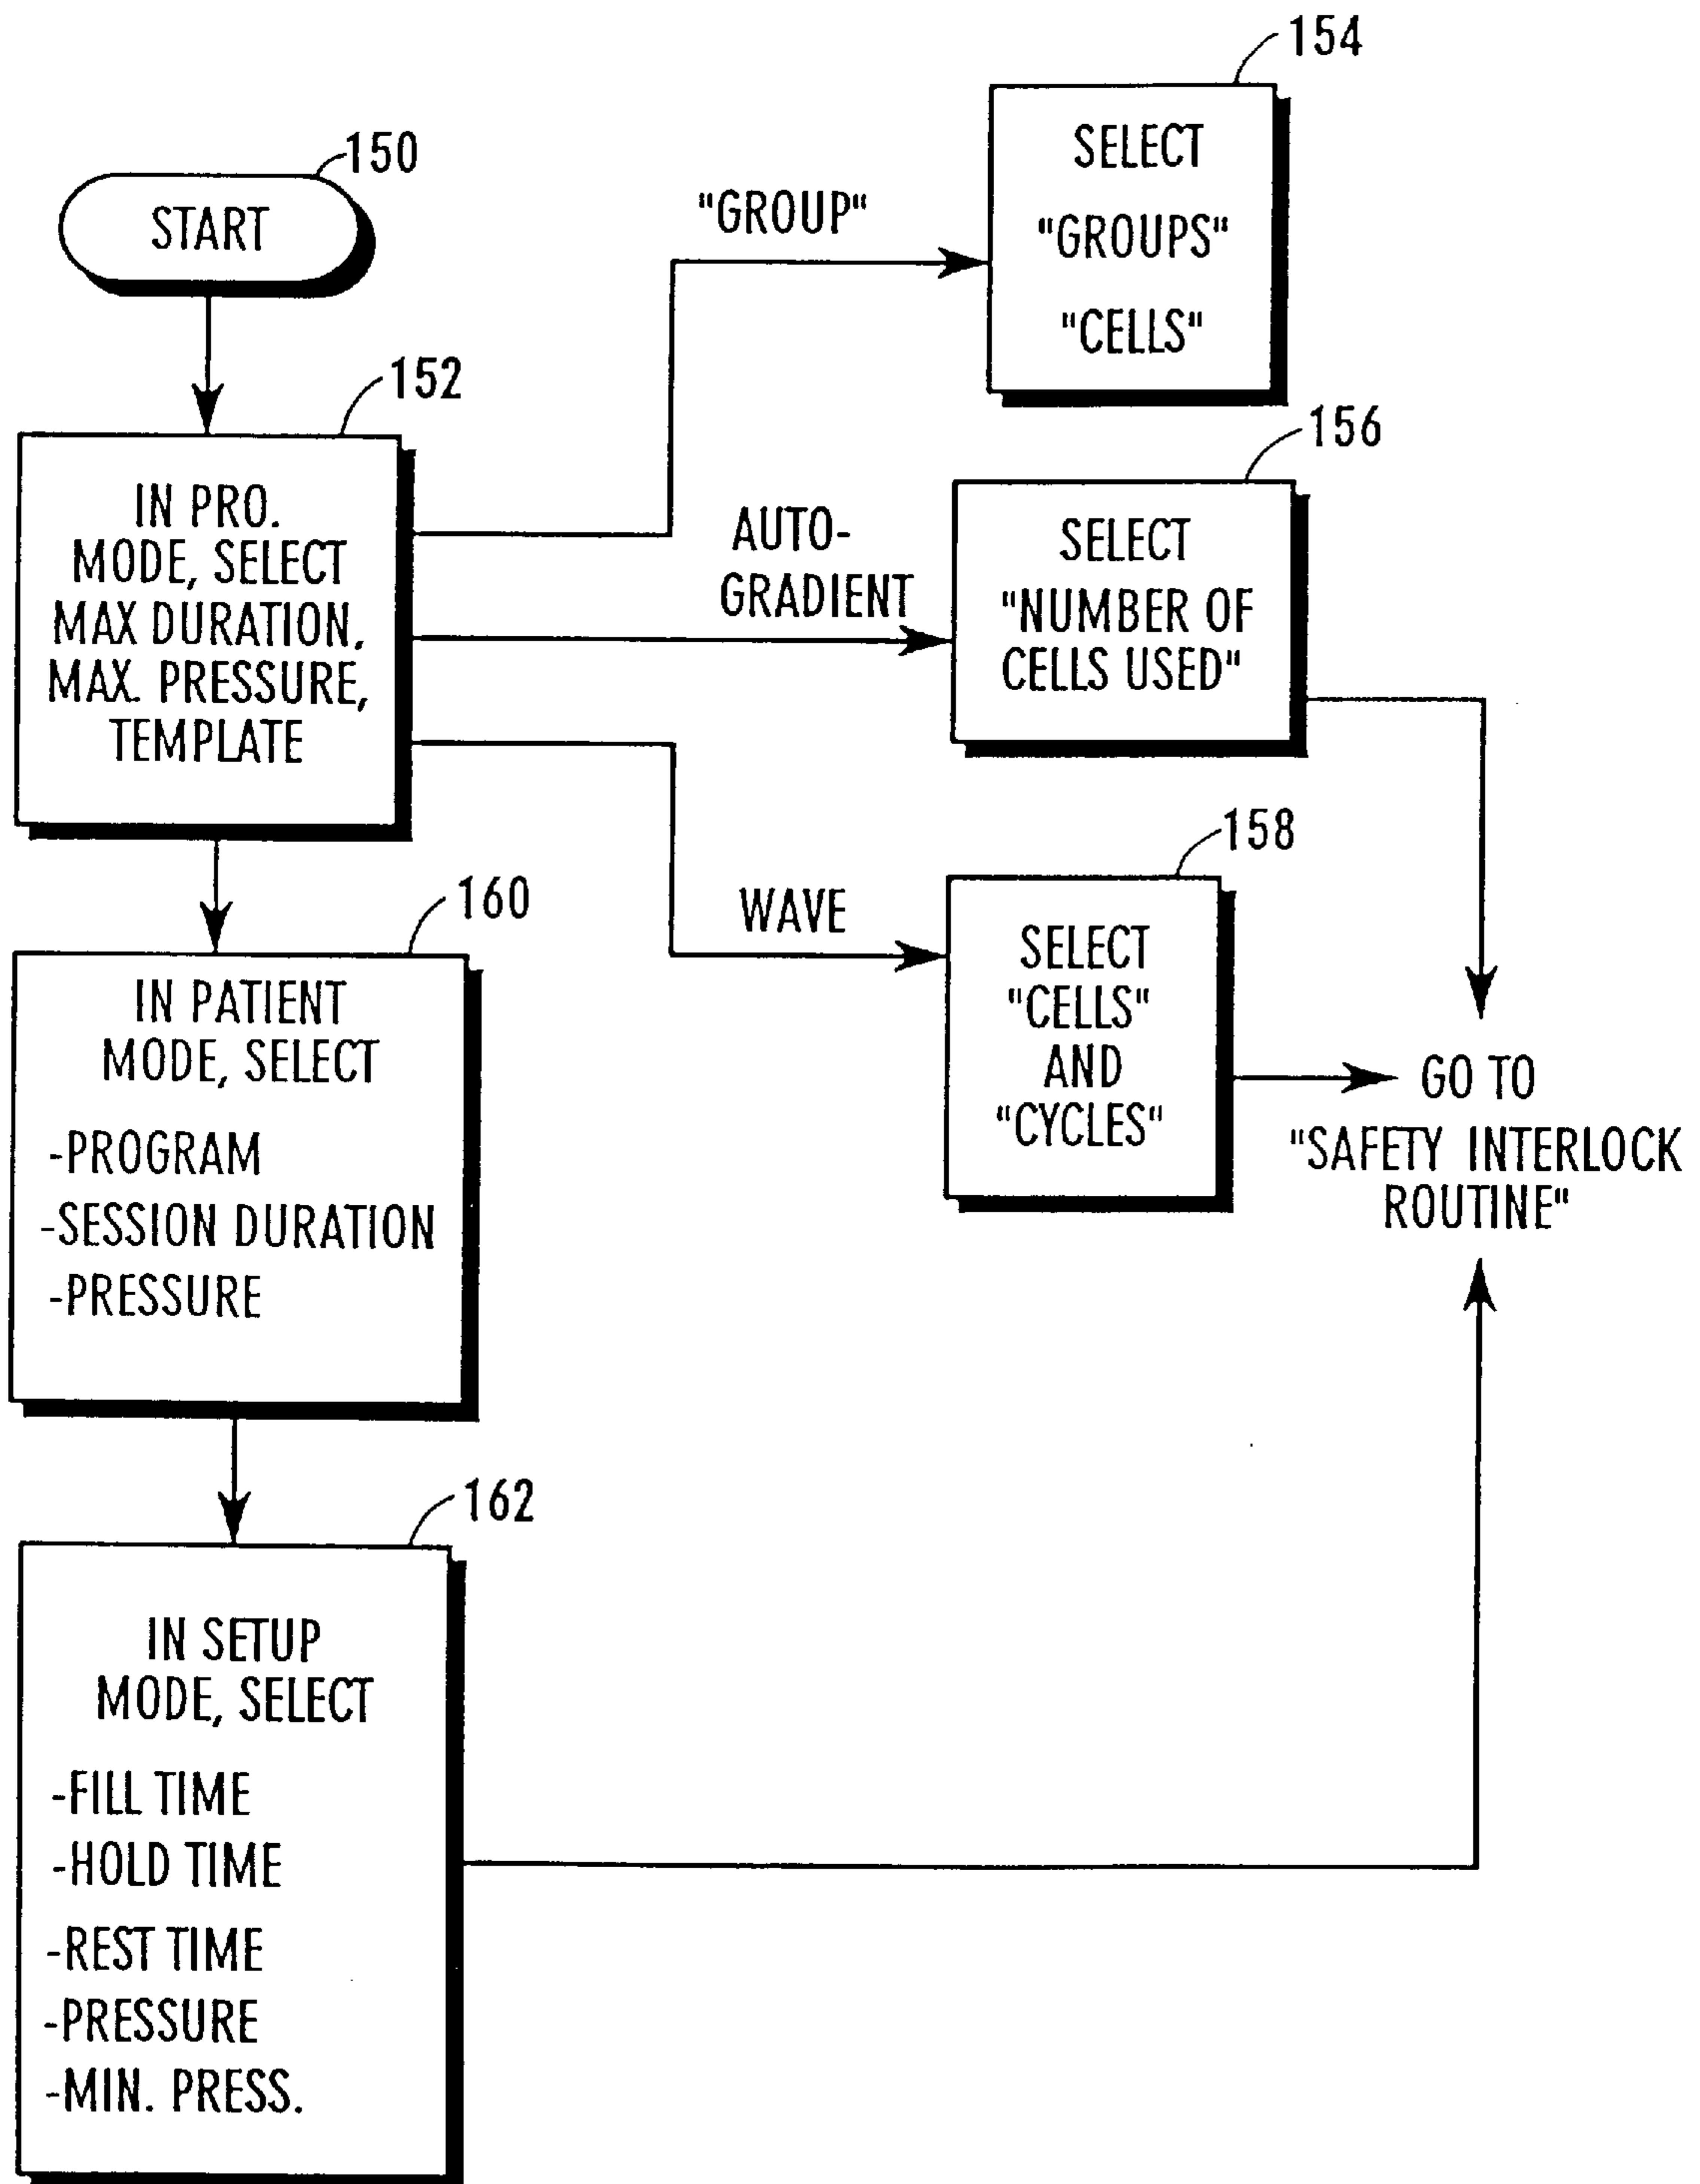 150
START
152
IN PRO.
MODE, SELECT
MAX DURATION,
MAX. PRESSURE,
TEMPLATE
"GROUP"
154
SELECT
"GROUPS"
"CELLS"
AUTO-
GRADIENT
156
SELECT
"NUMBER OF
CELLS USED"
WAVE
158
SELECT
"CELLS"
AND
"CYCLES"
GO TO
"SAFETY INTERLOCK
ROUTINE"
160
IN PATIENT
MODE, SELECT
-PROGRAM
-SESSION DURATION
-PRESSURE
162
IN SETUP
MODE, SELECT
-FILL TIME
-HOLD TIME
-REST TIME
-PRESSURE
-MIN. PRESS.